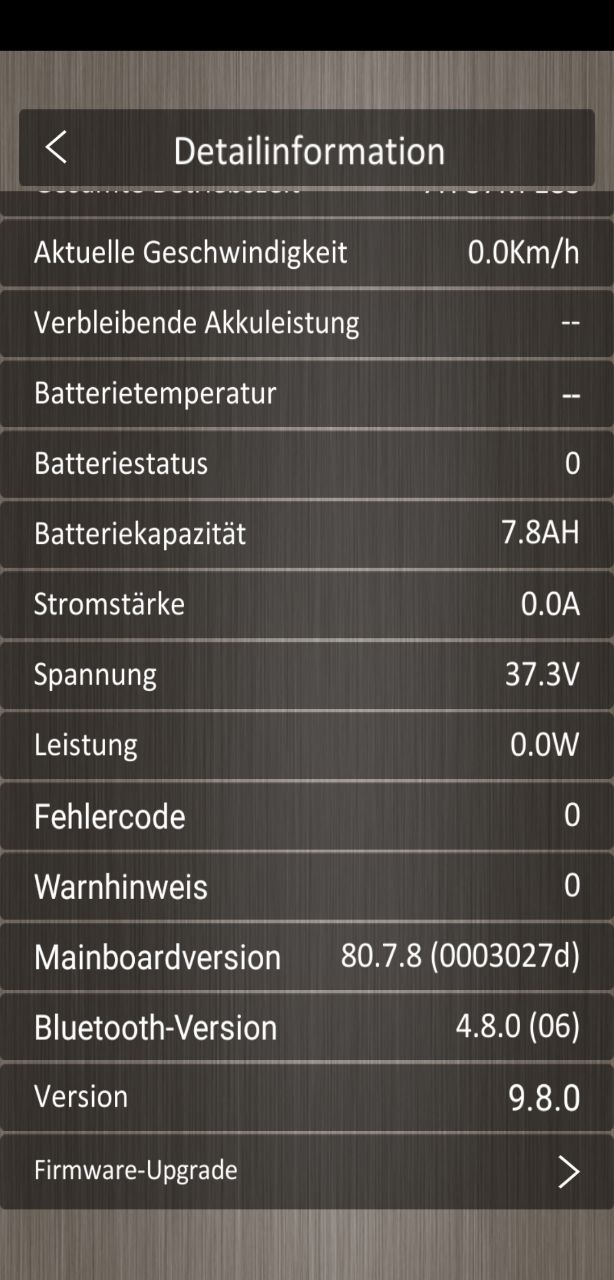 Detailinformation
Aktuelle Geschwindigkeit 0.0Km/h
Verbleibende Akkuleistung --
Batterietemperatur --
Batteriestatus 0
Batteriekapazität 7.8AH
Stromstärke 0.0A
Spannung 37.3V
Leistung 0.0W
Fehlercode 0
Warnhinweis 0
Mainboardversion 80.7.8 (0003027d)
Bluetooth-Version 4.8.0 (06)
Version 9.8.0
Firmware-Upgrade